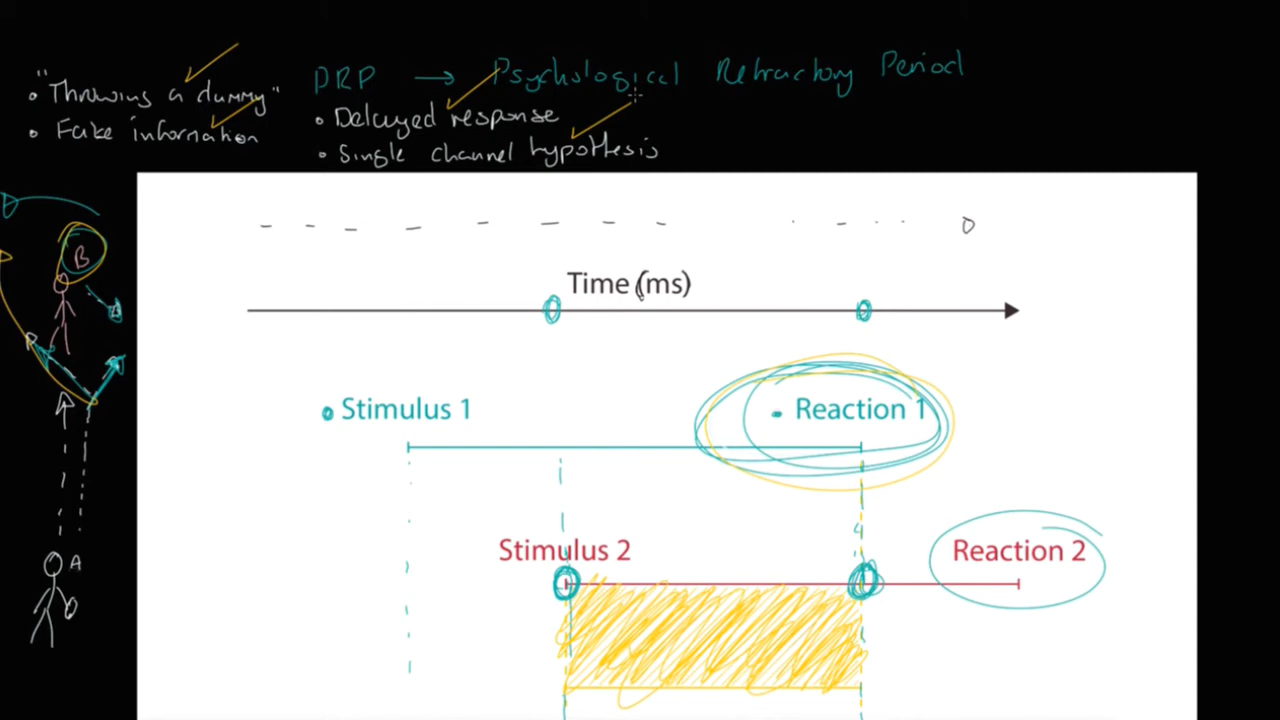 PRP → Psychological Refractory Period
"Throwing a dummy"
• Fake information
• Delayed response
• Single channel hypothesis
Time (ms)
Stimulus 1
Reaction 1
Stimulus 2
Reaction 2
B
A